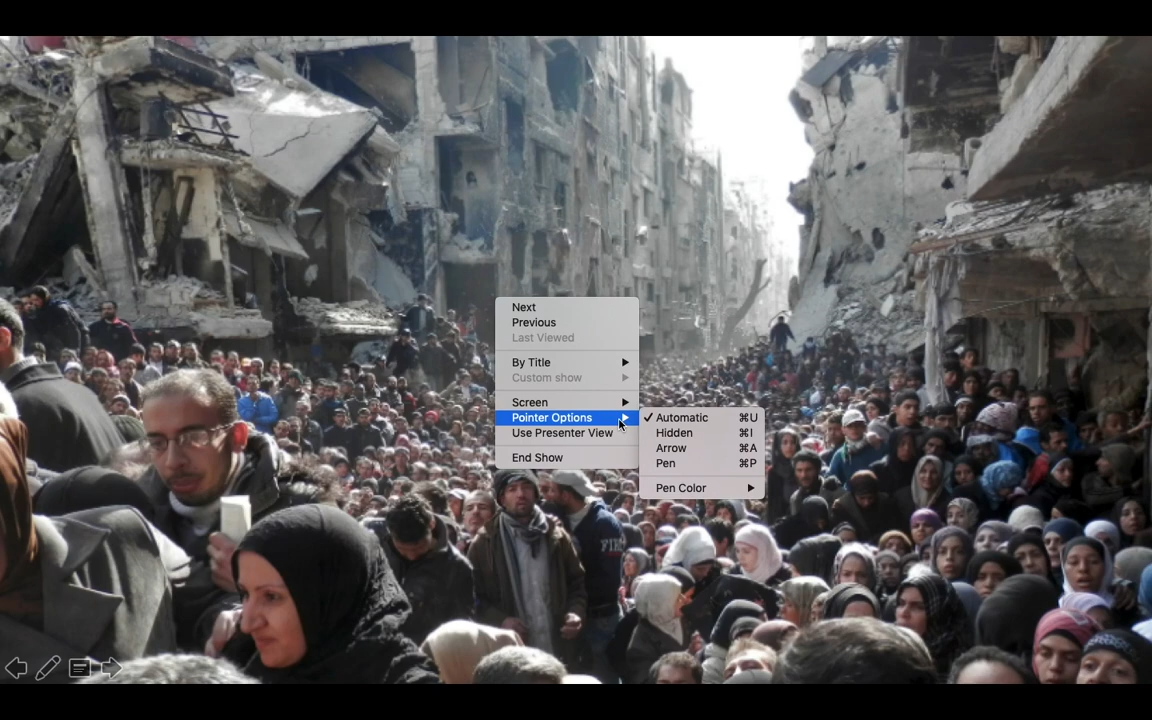 Next
Previous
Last Viewed
By Title
Custom show
Screen
Pointer Options
Use Presenter View
End Show
✓ Automatic ⌘U
Hidden ⌘I
Arrow ⌘A
Pen ⌘P
Pen Color